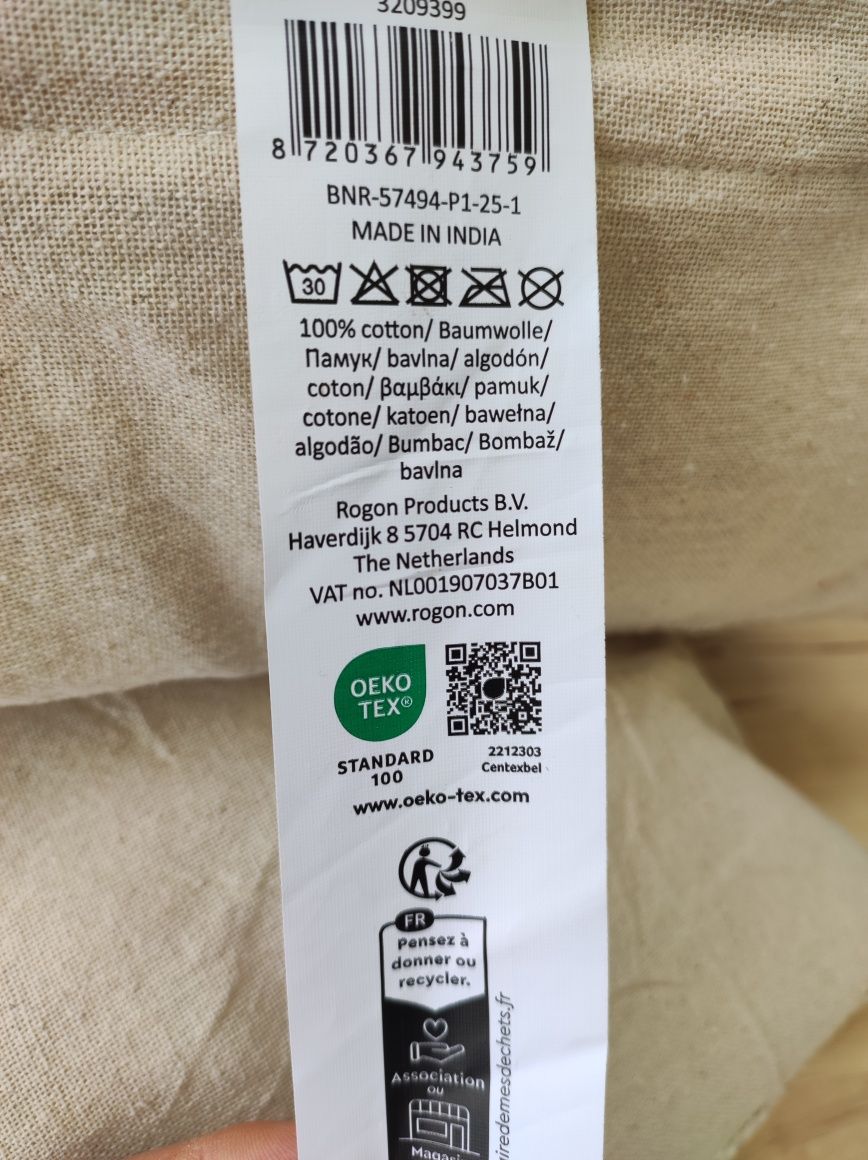 3209399
8 720367 943759
BNR-57494-P1-25-1
MADE IN INDIA
30
100% cotton/ Baumwolle/
Памук/ bavlna/ algodón/
coton/ βαμβάκι/ pamuk/
cotone/ katoen/ bawełna/
algodão/ Bumbac/ Bombaž/
bavlna
Rogon Products B.V.
Haverdijk 8 5704 RC Helmond
The Netherlands
VAT no. NL001907037B01
www.rogon.com
OEKO
TEX®
STANDARD
100
2212303
Centexbel
www.oeko-tex.com
FR
Pensez à
donner ou
recycler.
Association
ou